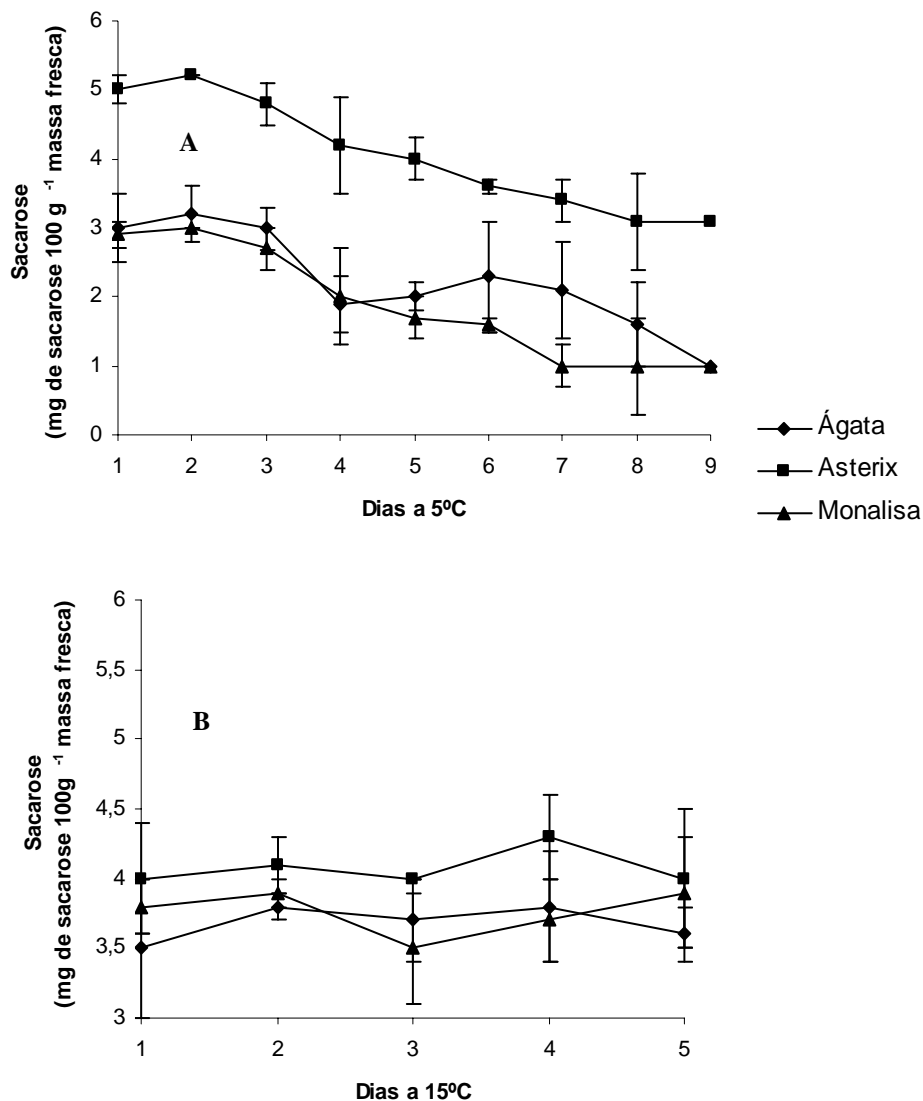 Sacarose
(mg de sacarose 100 g -1 massa fresca)
6
5
4
3
2
1
0
A
1 2 3 4 5 6 7 8 9
Dias a 5ºC
Ágata
Asterix
Monalisa
Sacarose
(mg de sacarose 100g -1 massa fresca)
6
5,5
5
4,5
4
3,5
3
B
1 2 3 4 5
Dias a 15ºC